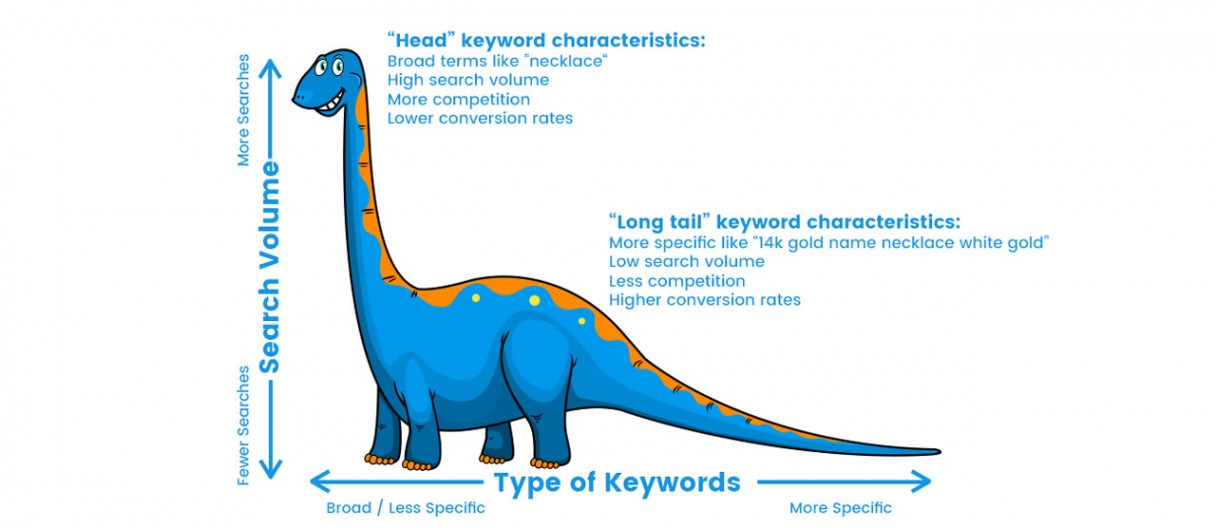 “Head” keyword characteristics:
Broad terms like "necklace“
High search volume
More competition
Lower conversion rates
“Long tail” keyword characteristics:
More specific like “14k gold name necklace white gold”
Low search volume
Less competition
Higher conversion rates
More Searches
Search Volume
Fewer Searches
Type of Keywords
Broad / Less Specific
More Specific